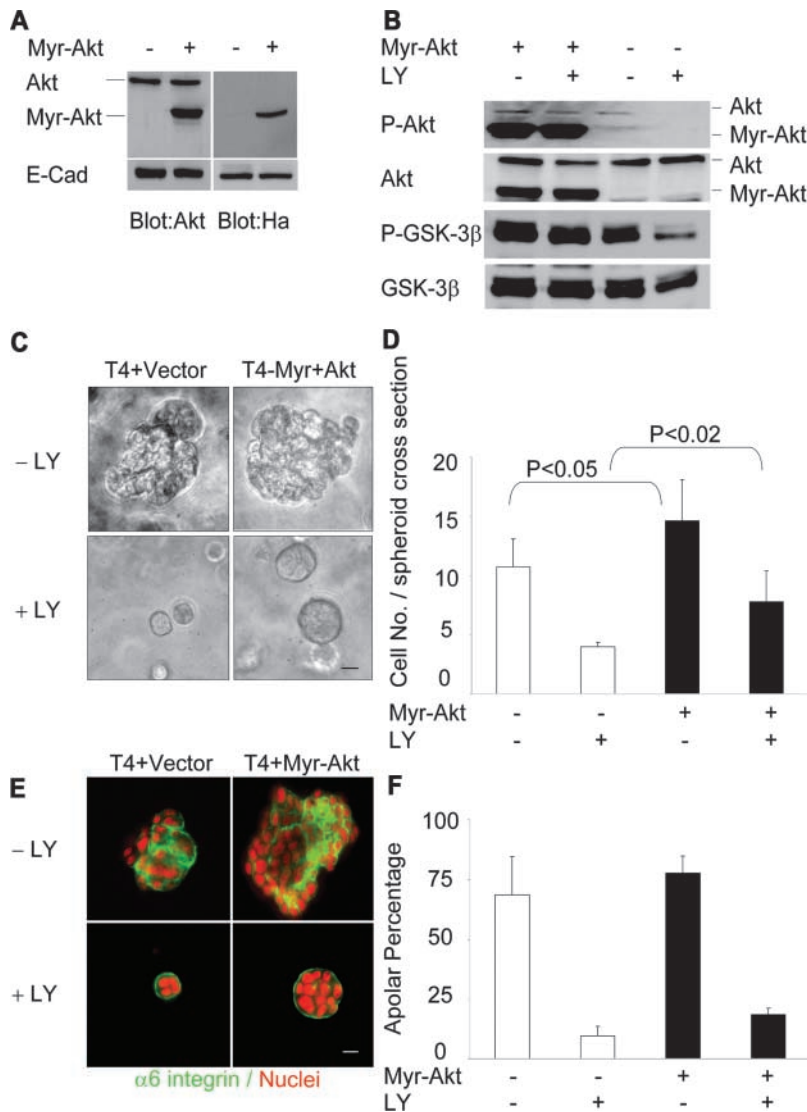 A
Myr-Akt - + - +
Akt
Myr-Akt
E-Cad
Blot:Akt Blot:Ha
B
Myr-Akt + + - -
LY - + - +
P-Akt
Akt
Myr-Akt
Akt
Akt
Myr-Akt
P-GSK-3β
GSK-3β
C
T4+Vector T4-Myr+Akt
– LY
+ LY
D
P<0.02
P<0.05
Cell No. / spheroid cross section
20
15
10
5
0
Myr-Akt - - + +
LY - + - +
E
T4+Vector T4+Myr-Akt
– LY
+ LY
α6 integrin / Nuclei
F
Apolar Percentage
100
75
50
25
0
Myr-Akt - - + +
LY - + - +